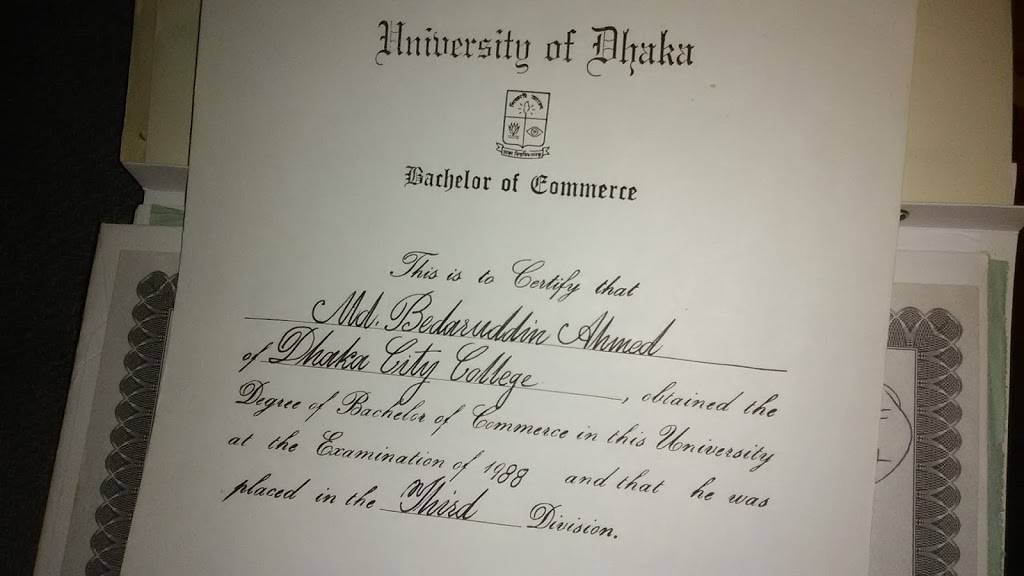 University of Dhaka
Bachelor of Commerce
This is to Certify that
Md. Bedaruddin Ahmed
of Dhaka City College, obtained the
Degree of Bachelor of Commerce in this University
at the Examination of 1988 and that he was
placed in the Third Division.